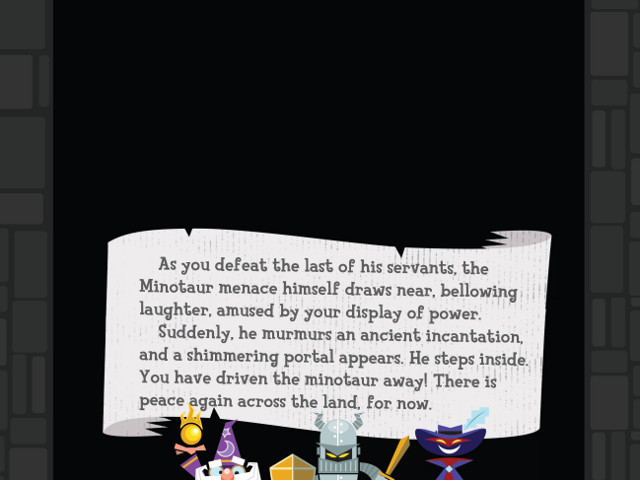 As you defeat the last of his servants, the
Minotaur menace himself draws near, bellowing
laughter, amused by your display of power.
Suddenly, he murmurs an ancient incantation,
and a shimmering portal appears. He steps inside.
You have driven the minotaur away! There is
peace again across the land, for now.